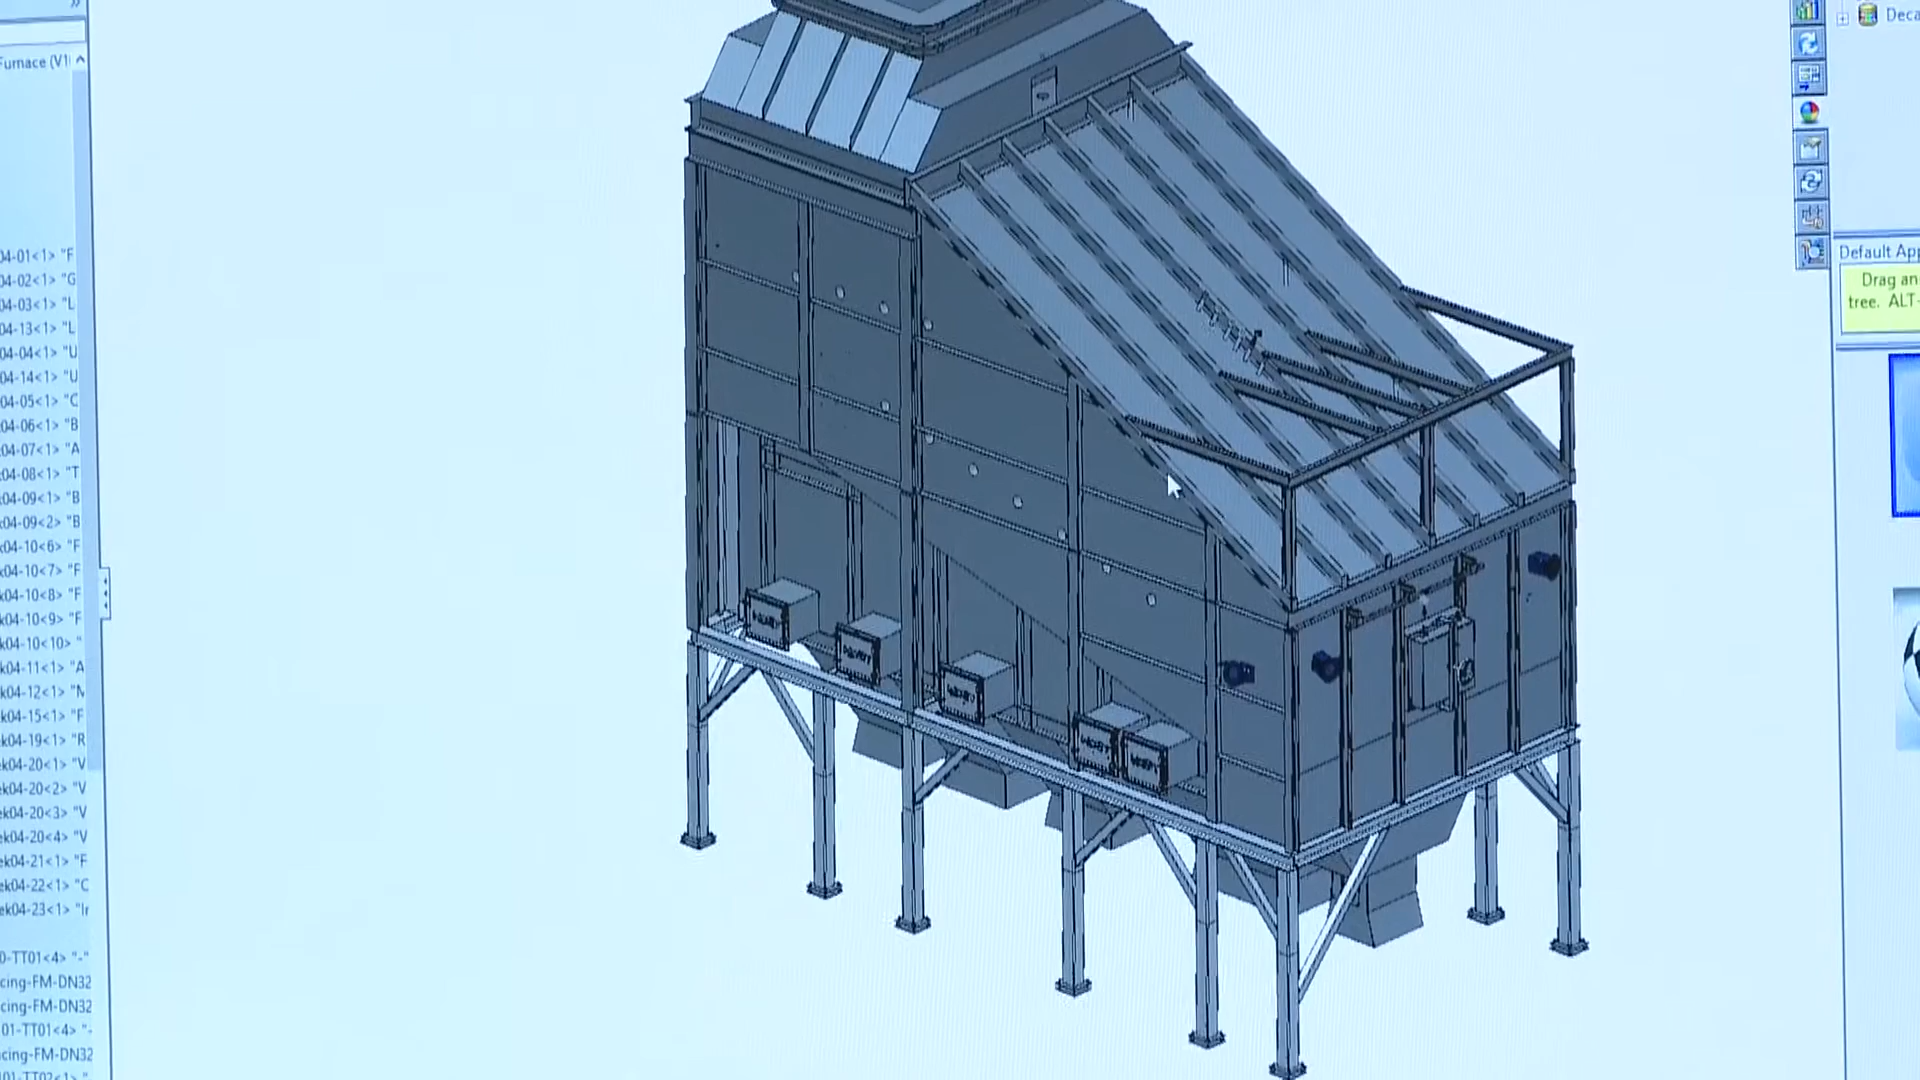 Furnace (V1
04-01<1> "F
04-02<1> "G
04-03<1> "L
04-13<1> "L
04-04<1> "U
04-14<1> "U
04-05<1> "C
04-06<1> "B
04-07<1> "A
04-08<1> "T
04-09<1> "B
04-09<2> "B
k04-10<6> "F
k04-10<7> "F
k04-10<8> "F
k04-10<9> "F
k04-10<10> "
k04-11<1> "A
k04-12<1> "M
k04-15<1> "F
k04-19<1> "R
k04-20<1> "V
ek04-20<2> "V
ek04-20<3> "V
ek04-20<4> "V
ek04-21<1> "F
ek04-22<1> "C
ek04-23<1> "Ir
0-TT01<4> "-"
cing-FM-DN32
cing-FM-DN32
01-TT01<4> "-
cing-FM-DN32
Deca
Default App
Drag an
tree. ALT-